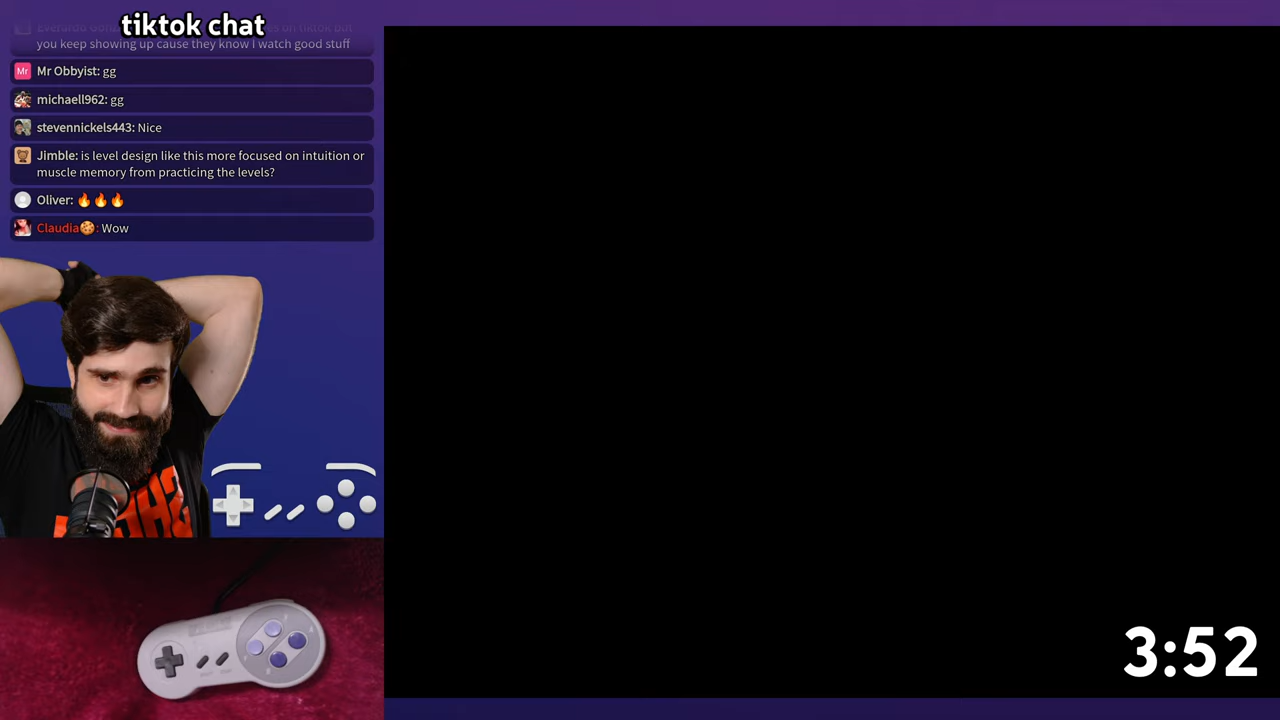 tiktok chat
you keep showing up cause they know I watch good stuff
Mr
Mr Obbyist: gg
michaell962: gg
stevennickels443: Nice
Jimble: is level design like this more focused on intuition or
muscle memory from practicing the levels?
Oliver: 🔥🔥🔥
Claudia🍪: Wow
3:52